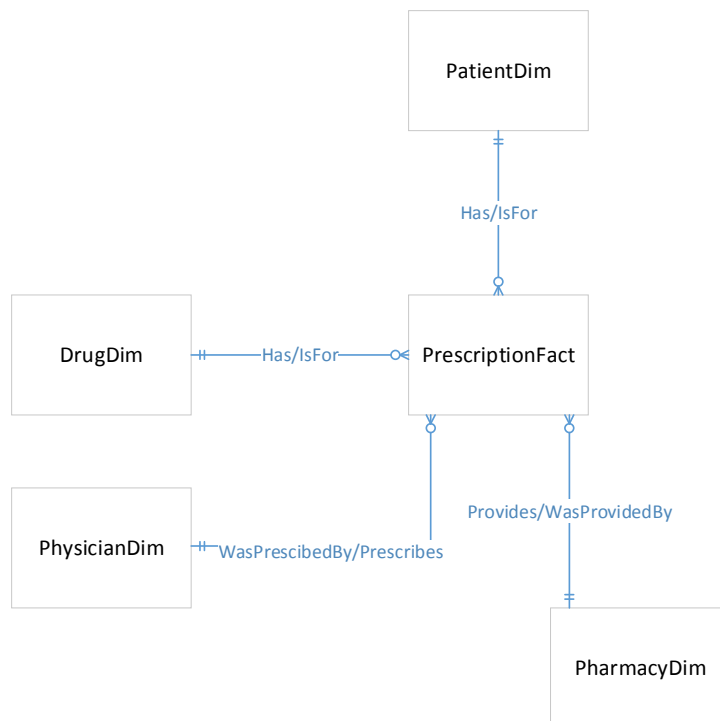 PatientDim
Has/IsFor
DrugDim
Has/IsFor
PrescriptionFact
PhysicianDim
WasPrescibedBy/Prescribes
Provides/WasProvidedBy
PharmacyDim